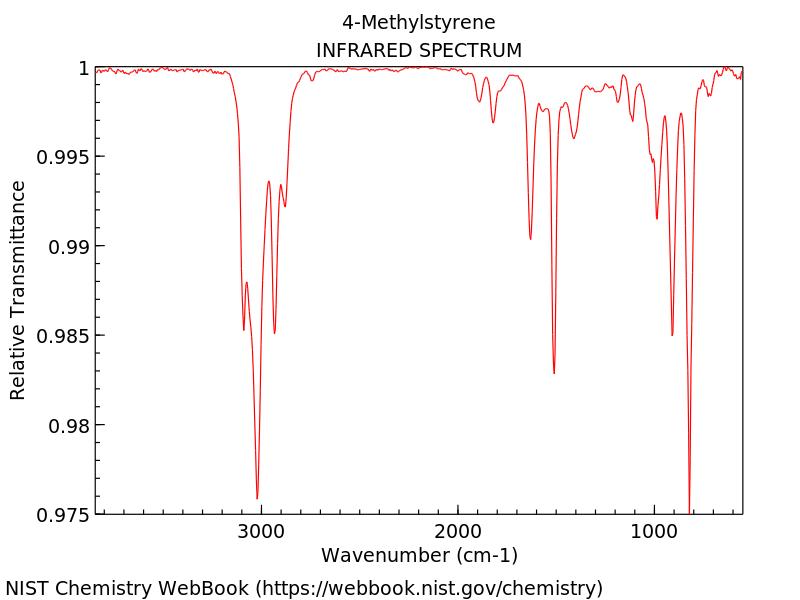 4-Methylstyrene
INFRARED SPECTRUM
1
0.995
0.99
0.985
0.98
0.975
Relative Transmittance
3000 2000 1000
Wavenumber (cm-1)
NIST Chemistry WebBook (https://webbook.nist.gov/chemistry)